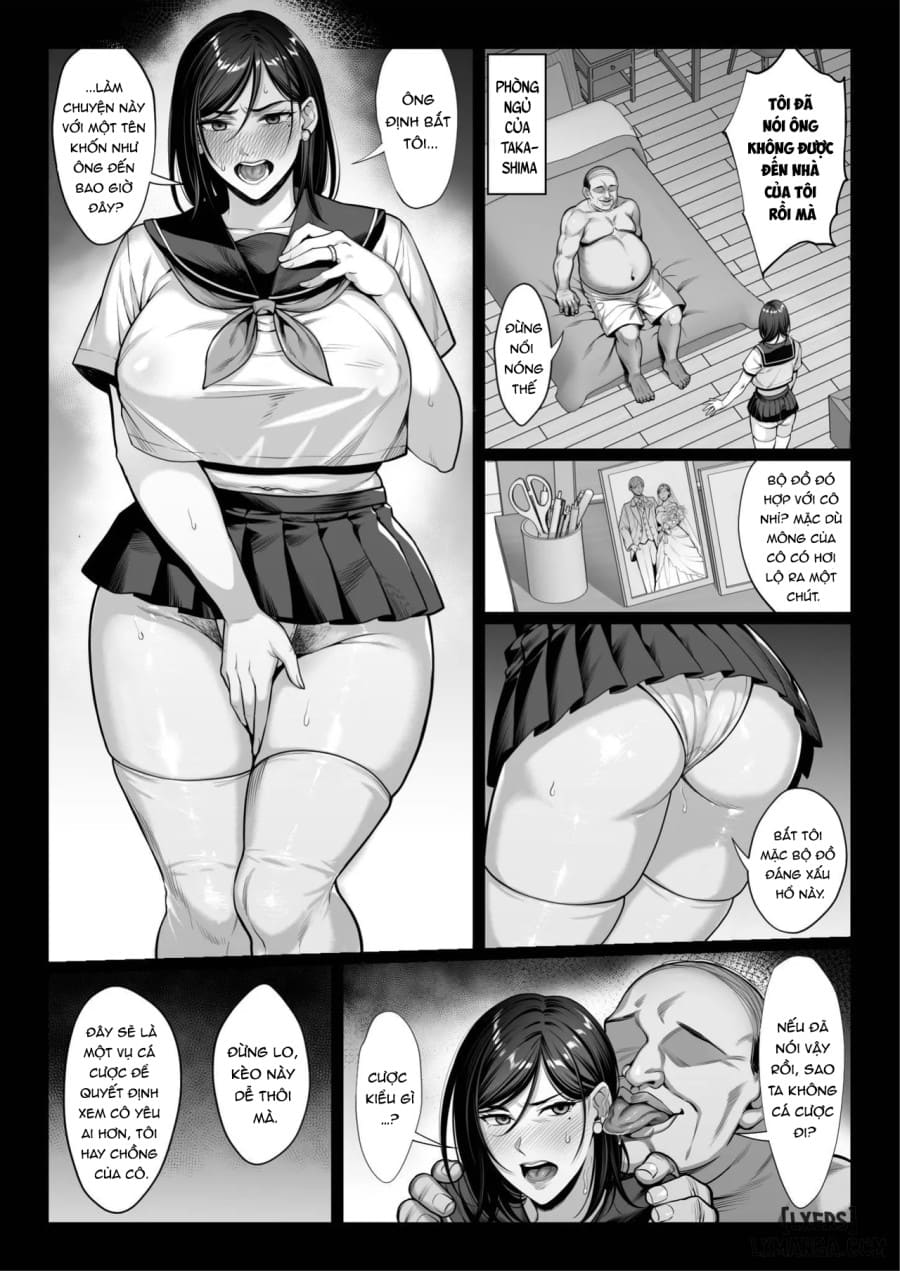 TÔI ĐÃ
NÓI ÔNG
KHÔNG ĐƯỢC
ĐẾN NHÀ
CỦA TÔI
RỒI MÀ
PHÒNG
NGỦ CỦA
TAKA-
SHIMA
ĐỪNG
NỔI
NÓNG
THẾ
BỘ ĐỒ ĐÓ
HỢP VỚI CÔ
NHỈ? MẶC DÙ
MÔNG CỦA
CÔ CÓ HƠI
LỘ RA MỘT
CHÚT.
BẮT TÔI
MẶC BỘ ĐỒ
ĐÁNG XẤU
HỔ NÀY.
ÔNG
ĐỊNH BẮT
TÔI...
...LÀM
CHUYỆN NÀY
VỚI MỘT TÊN
KHỐN NHƯ
ÔNG ĐẾN
BAO GIỜ
ĐÂY?
NẾU ĐÃ
NÓI VẬY
RỒI, SAO
TA KHÔNG
CÁ CƯỢC
ĐI?
CƯỢC
KIỂU GÌ
...?
ĐỪNG LO,
KÈO NÀY
DỄ THÔI
MÀ.
ĐÂY SẼ LÀ
MỘT VỤ CÁ
CƯỢC ĐỂ
QUYẾT ĐỊNH
XEM CÔ YÊU
AI HƠN, TÔI
HAY CHỒNG
CỦA CÔ.
[LXERS]
LXMANGA.COM